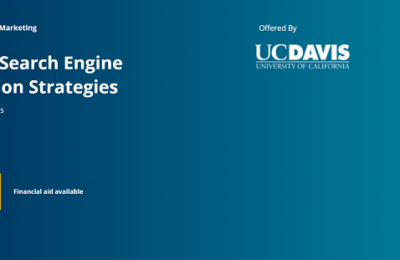 Marketing
Search Engine
on Strategies
s
Financial aid available
Offered By
UCDAVIS
UNIVERSITY OF CALIFORNIA